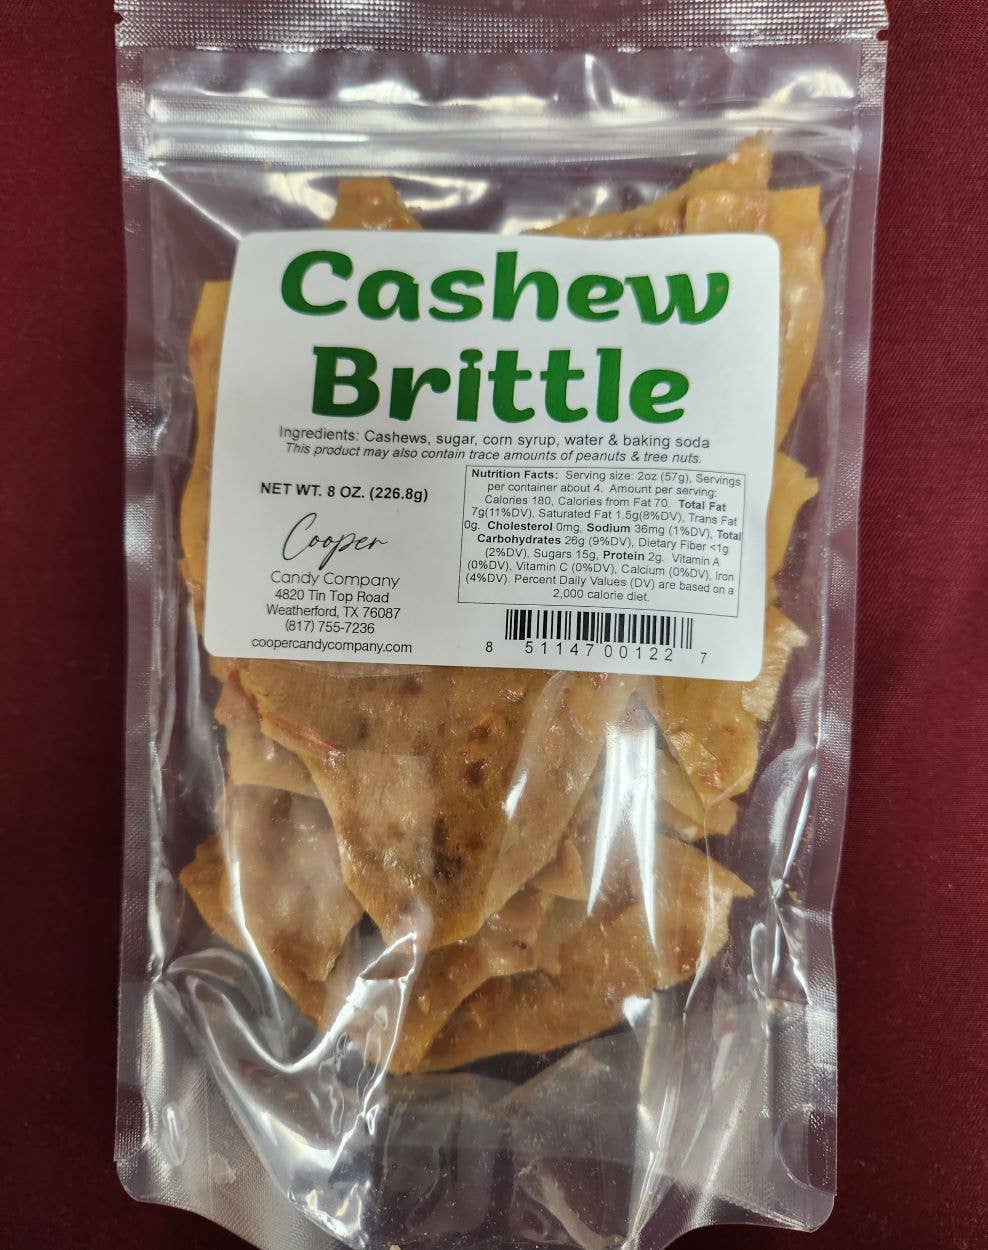 Cashew
Brittle
Ingredients: Cashews, sugar, corn syrup, water & baking soda
This product may also contain trace amounts of peanuts & tree nuts.
NET WT. 8 OZ. (226.8g)
Cooper
Candy Company
4820 Tin Top Road
Weatherford, TX 76087
(817) 755-7236
coopercandycompany.com
Nutrition Facts: Serving size: 2oz (57g), Servings
per container about 4. Amount per serving:
Calories 180, Calories from Fat 70. Total Fat
7g(11%DV), Saturated Fat 1.5g(8%DV), Trans Fat
0g. Cholesterol 0mg, Sodium 36mg (1%DV), Total
Carbohydrates 26g (9%DV), Dietary Fiber <1g
(2%DV), Sugars 15g, Protein 2g. Vitamin A
(0%DV), Vitamin C (0%DV), Calcium (0%DV), Iron
(4%DV). Percent Daily Values (DV) are based on a
2,000 calorie diet.
8 51147 00122 7